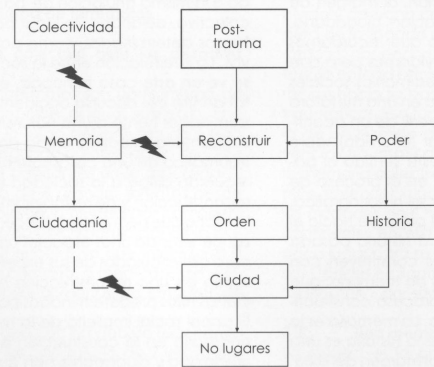 Colectividad
Post-
trauma
Memoria
Reconstruir
Poder
Ciudadanía
Orden
Historia
Ciudad
No lugares